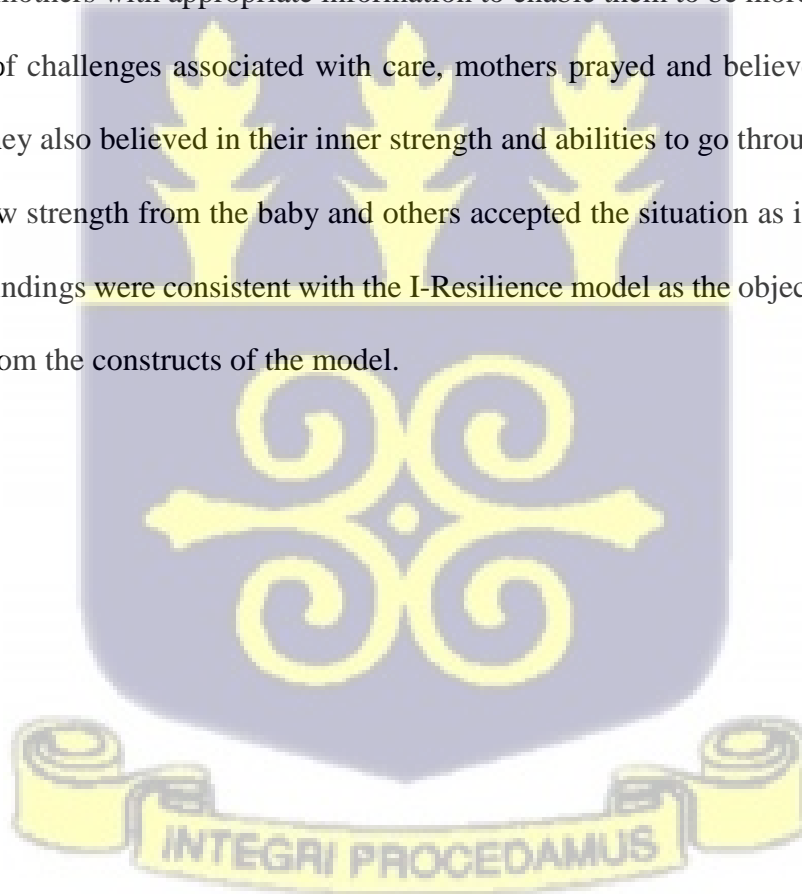 mothers with appropriate information to enable them to be more
of challenges associated with care, mothers prayed and believ
ey also believed in their inner strength and abilities to go throu
w strength from the baby and others accepted the situation as i
ndings were consistent with the I-Resilience model as the objec
om the constructs of the model.
INTEGRI PROCEDAMUS